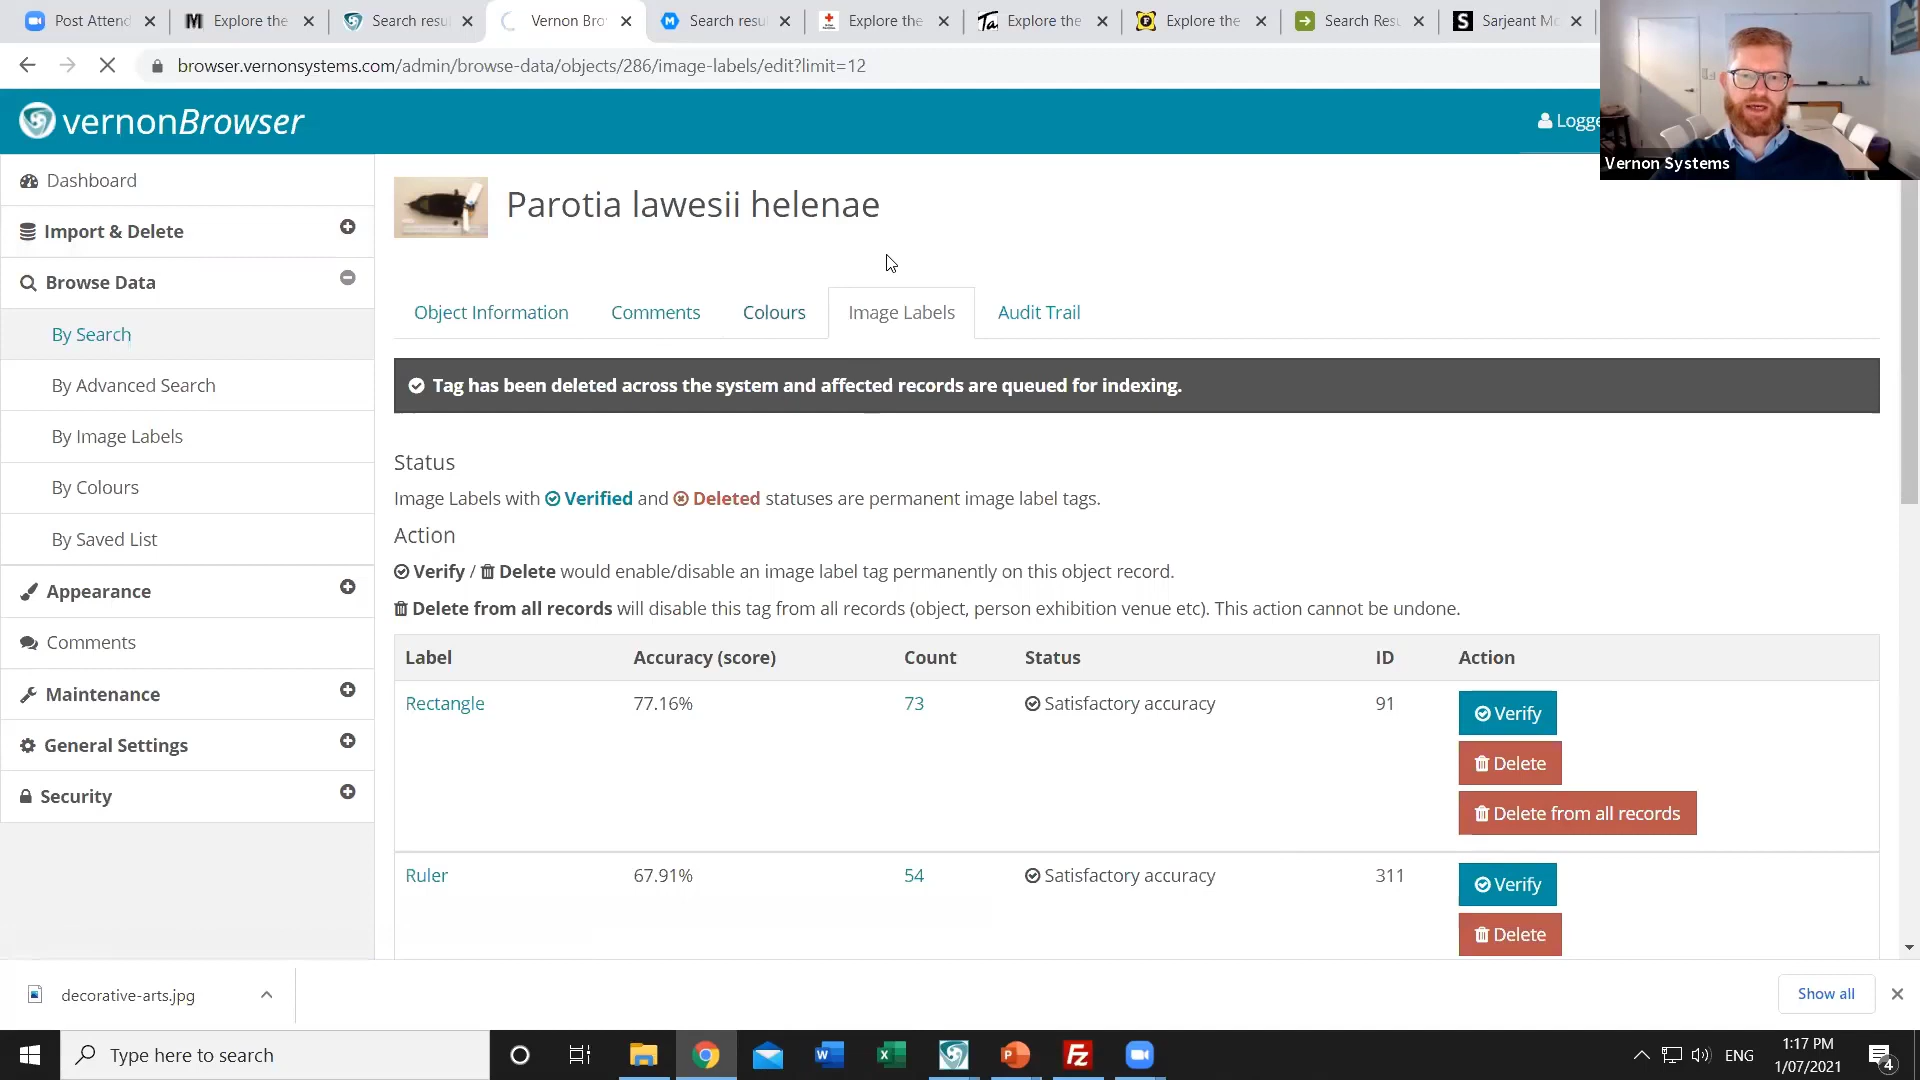 Post Attend
Explore the
Search resu
Vernon Bro
Search resu
Explore the
Explore the
Explore the
Search Res
Sarjeant Mo
browser.vernonsystems.com/admin/browse-data/objects/286/image-labels/edit?limit=12
vernonBrowser
Logge
Vernon Systems
Dashboard
Import & Delete
Browse Data
By Search
By Advanced Search
By Image Labels
By Colours
By Saved List
Appearance
Comments
Maintenance
General Settings
Security
Parotia lawesii helenae
Object Information Comments Colours Image Labels Audit Trail
Tag has been deleted across the system and affected records are queued for indexing.
Status
Image Labels with Verified and Deleted statuses are permanent image label tags.
Action
Verify / Delete would enable/disable an image label tag permanently on this object record.
Delete from all records will disable this tag from all records (object, person exhibition venue etc). This action cannot be undone.
Label Accuracy (score) Count Status ID Action
Rectangle 77.16% 73 Satisfactory accuracy 91 Verify
Delete
Delete from all records
Ruler 67.91% 54 Satisfactory accuracy 311 Verify
Delete
decorative-arts.jpg
Show all
Type here to search
ENG
1:17 PM
1/07/2021
4